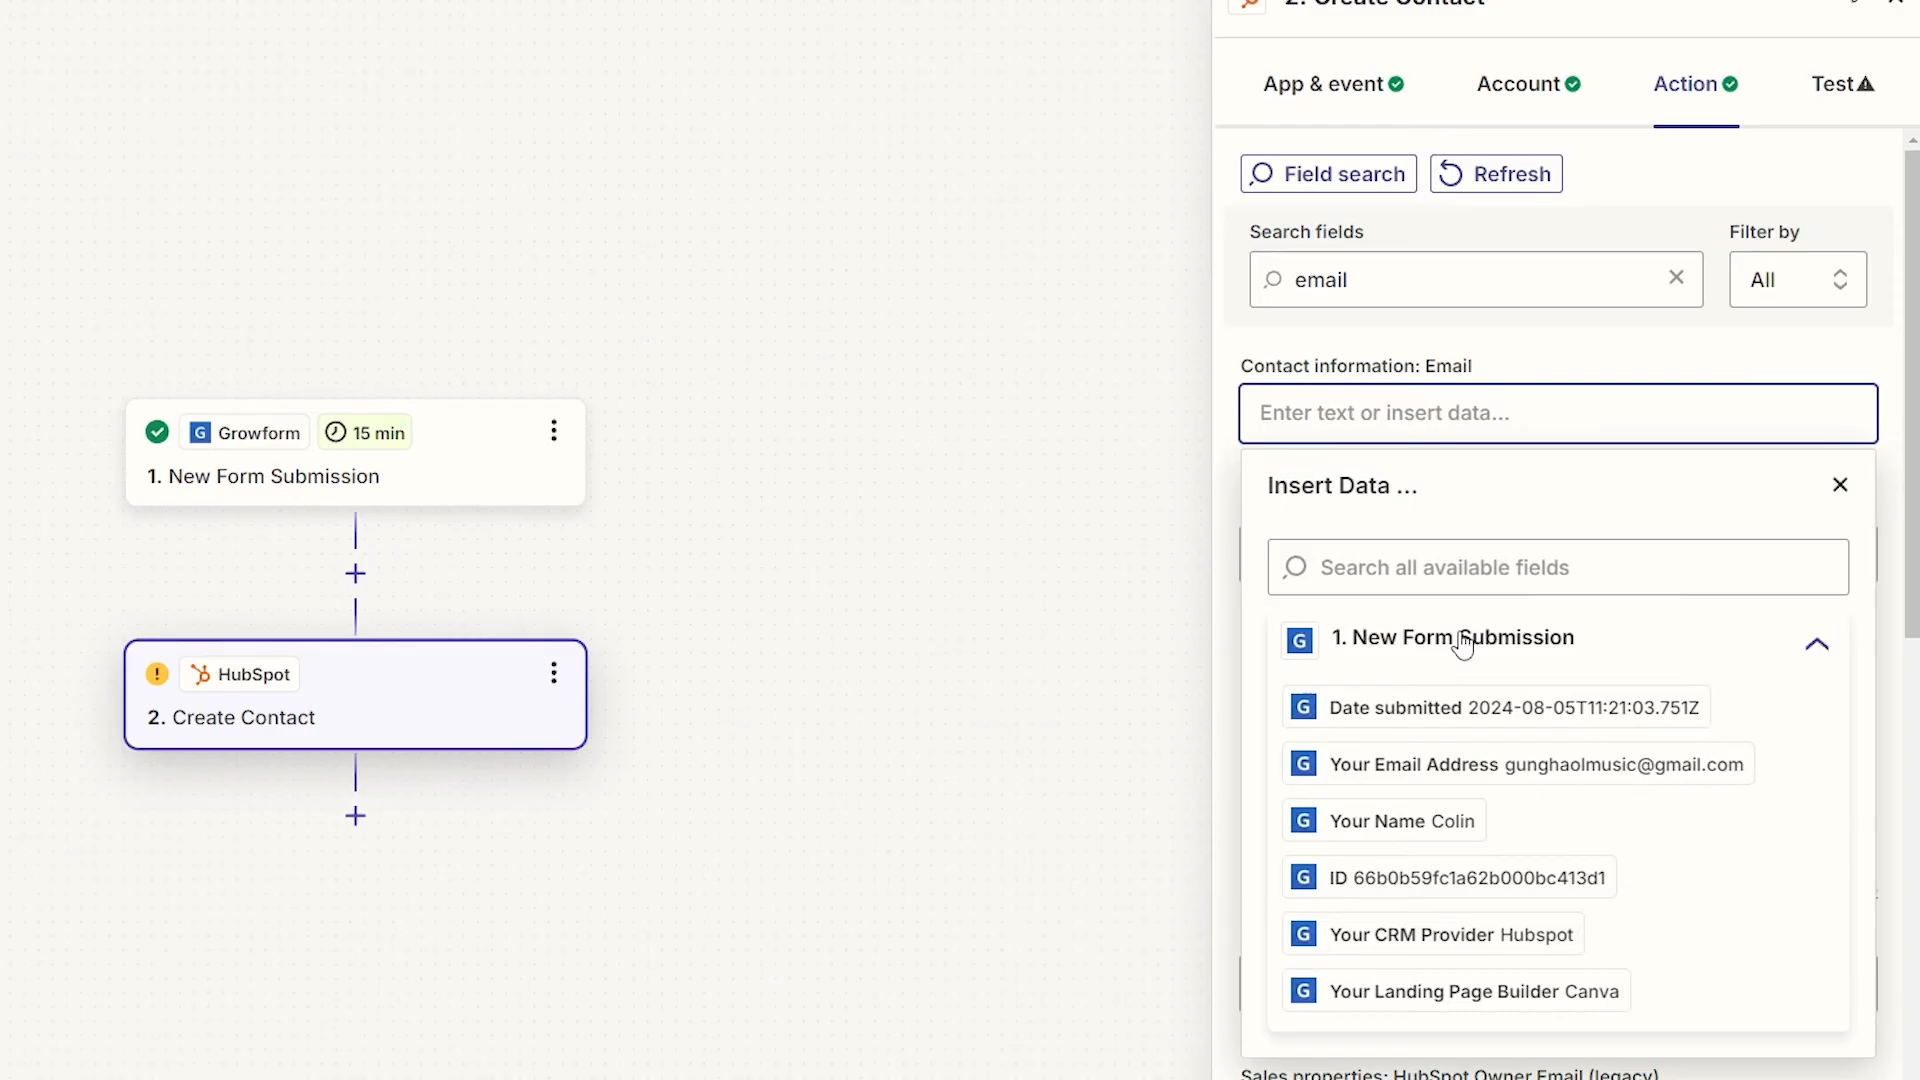 2. Create Contact
App & event
Account
Action
Test
Field search
Refresh
Search fields
Filter by
email
All
Contact information: Email
Enter text or insert data...
Growform
15 min
1. New Form Submission
HubSpot
2. Create Contact
Insert Data ...
Search all available fields
1. New Form Submission
Date submitted 2024-08-05T11:21:03.751Z
Your Email Address gunghaolmusic@gmail.com
Your Name Colin
ID 66b0b59fc1a62b000bc413d1
Your CRM Provider Hubspot
Your Landing Page Builder Canva
Sales properties: HubSpot Owner Email (legacy)